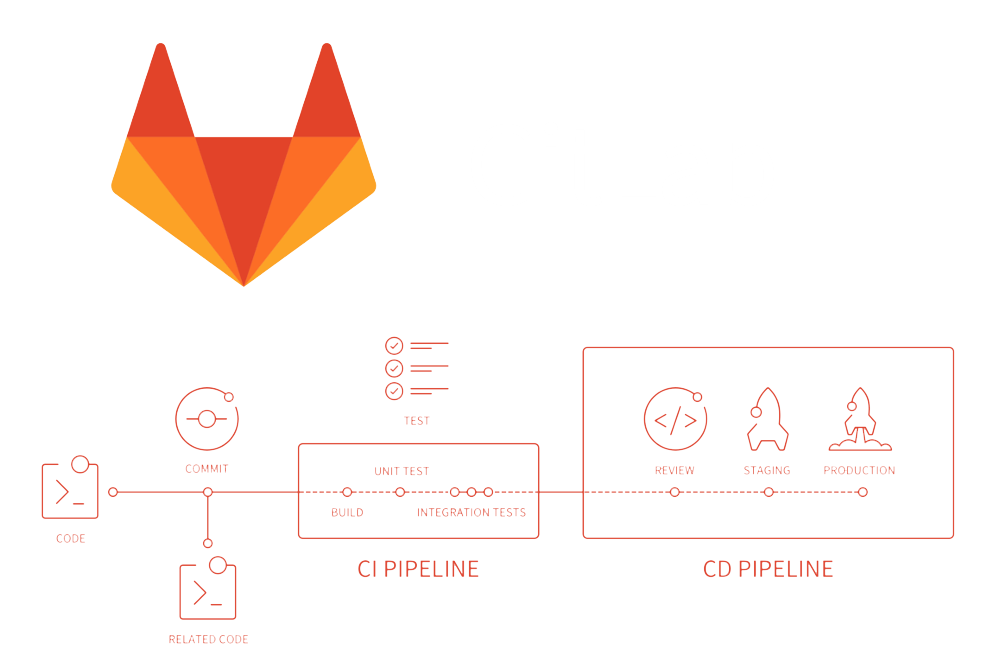 TEST
COMMIT
UNIT TEST
REVIEW
STAGING
PRODUCTION
BUILD
INTEGRATION TESTS
CODE
CI PIPELINE
CD PIPELINE
RELATED CODE